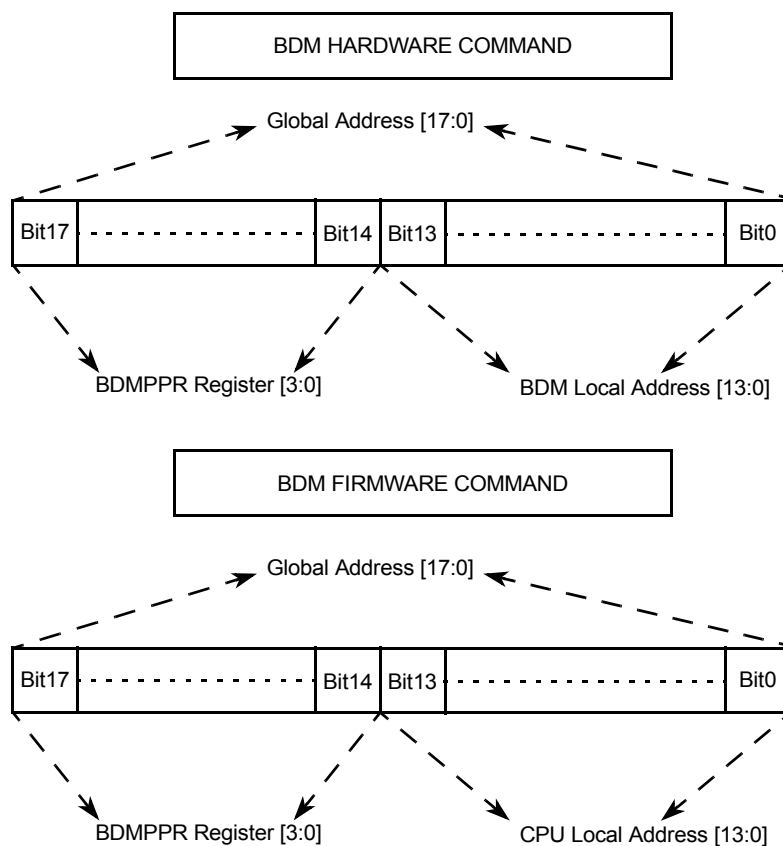 BDM HARDWARE COMMAND
Global Address [17:0]
Bit17 Bit14 Bit13 Bit0
BDMPPR Register [3:0] BDM Local Address [13:0]
BDM FIRMWARE COMMAND
Global Address [17:0]
Bit17 Bit14 Bit13 Bit0
BDMPPR Register [3:0] CPU Local Address [13:0]